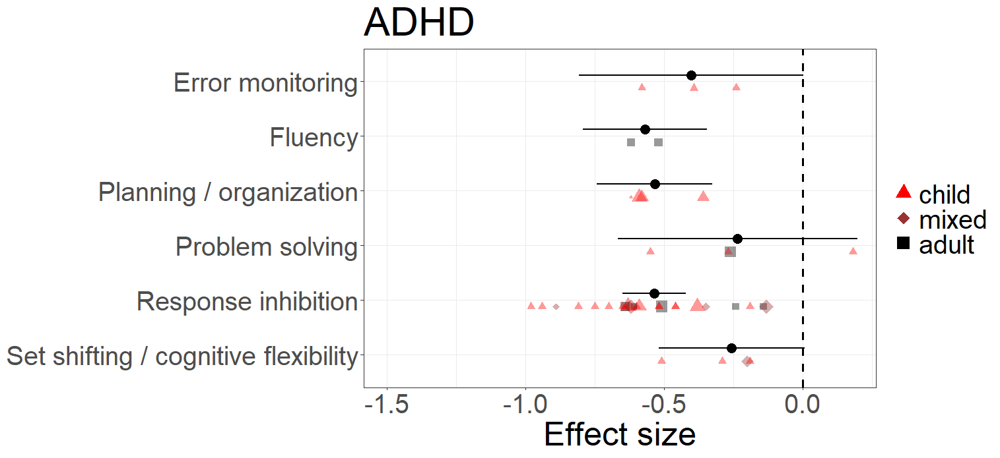 ADHD
Error monitoring
Fluency
Planning / organization
Problem solving
Response inhibition
Set shifting / cognitive flexibility
child
mixed
adult
-1.5 -1.0 -0.5 0.0
Effect size